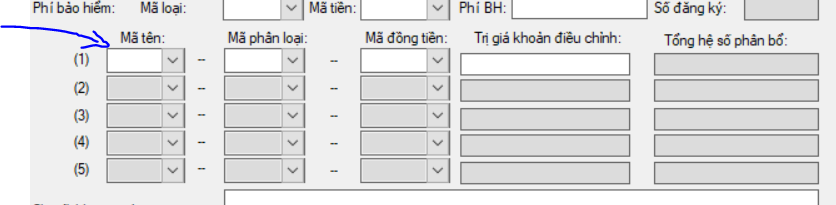 Phí bảo hiểm: Mã loại: Mã tiền: Phí BH: Số đăng ký:
Mã tên: Mã phân loại: Mã đồng tiền: Trị giá khoản điều chỉnh: Tổng hệ số phân bổ:
(1) -- --
(2) -- --
(3) -- --
(4) -- --
(5) -- --